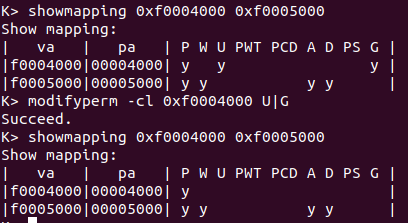 K> showmapping 0xf0004000 0xf0005000
Show mapping:
|   va   |   pa   | P W U PWT PCD A D PS G |
|f0004000|00004000| y   y                y |
|f0005000|00005000| y y           y y      |
K> modifyperm -cl 0xf0004000 U|G
Succeed.
K> showmapping 0xf0004000 0xf0005000
Show mapping:
|   va   |   pa   | P W U PWT PCD A D PS G |
|f0004000|00004000| y                      |
|f0005000|00005000| y y           y y      |